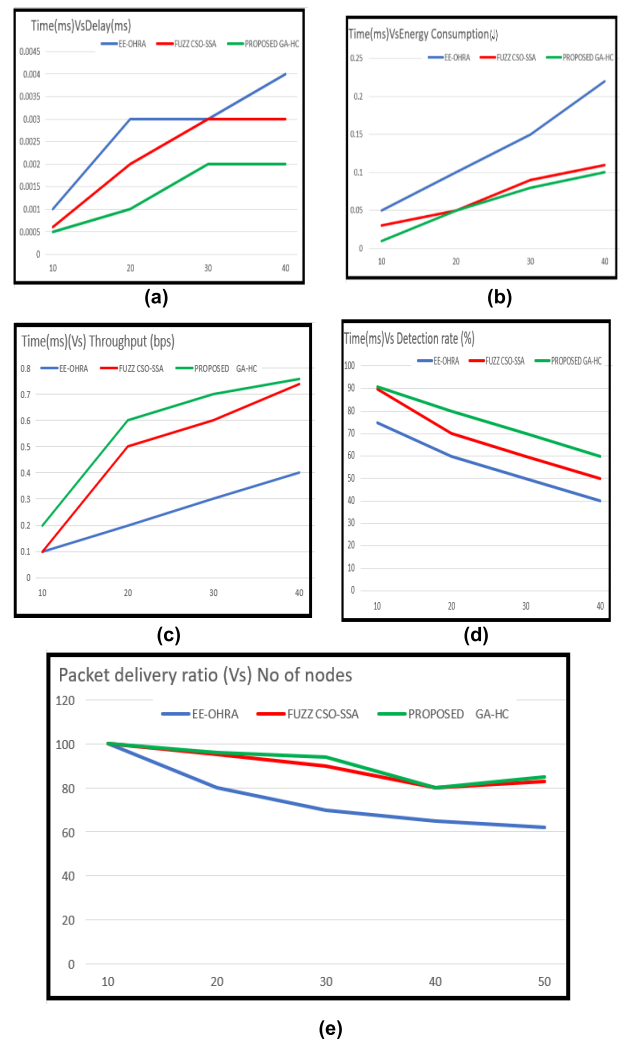 Time(ms)VsDelay(ms)
EE-OHRA FUZZ CSO-SSA PROPOSED GA-HC
0.0045
0.004
0.0035
0.003
0.0025
0.002
0.0015
0.001
0.0005
0
10 20 30 40
(a)
Time(ms)VsEnergy Consumption(J)
EE-OHRA FUZZ CSO-SSA PROPOSED GA-HC
0.25
0.2
0.15
0.1
0.05
0
10 20 30 40
(b)
Time(ms)(Vs) Throughput (bps)
EE-OHRA FUZZ CSO-SSA PROPOSED GA-HC
0.8
0.7
0.6
0.5
0.4
0.3
0.2
0.1
0
10 20 30 40
(c)
Time(ms)Vs Detection rate (%)
EE-OHRA FUZZ CSO-SSA PROPOSED GA-HC
100
90
80
70
60
50
40
30
20
10
0
10 20 30 40
(d)
Packet delivery ratio (Vs) No of nodes
EE-OHRA FUZZ CSO-SSA PROPOSED GA-HC
120
100
80
60
40
20
0
10 20 30 40 50
(e)